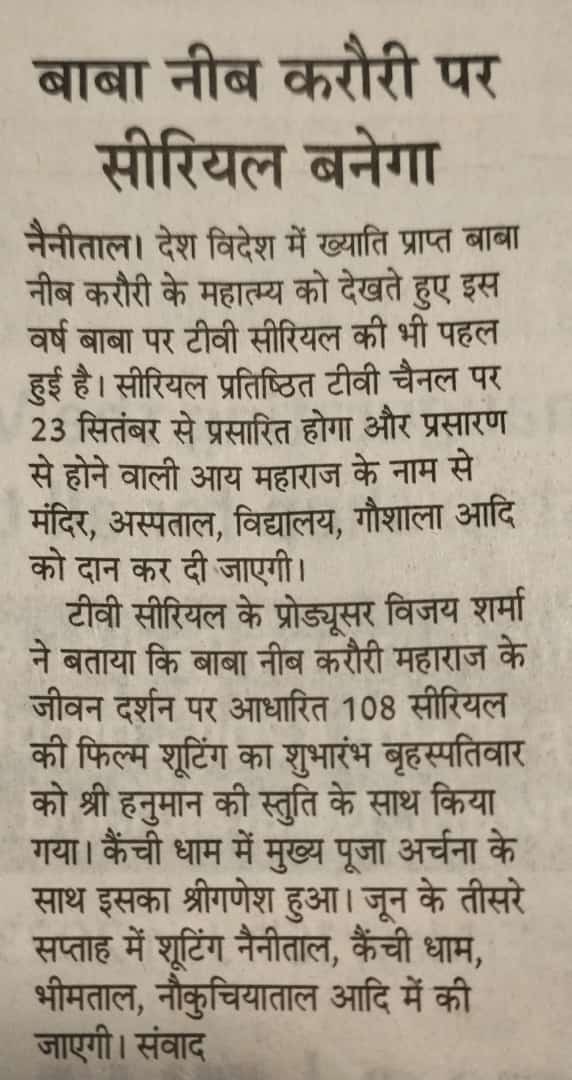 बाबा नीब करौरी पर
सीरियल बनेगा
नैनीताल। देश विदेश में ख्याति प्राप्त बाबा
नीब करौरी के महात्म्य को देखते हुए इस
वर्ष बाबा पर टीवी सीरियल की भी पहल
हुई है। सीरियल प्रतिष्ठित टीवी चैनल पर
23 सितंबर से प्रसारित होगा और प्रसारण
से होने वाली आय महाराज के नाम से
मंदिर, अस्पताल, विद्यालय, गौशाला आदि
को दान कर दी जाएगी।
टीवी सीरियल के प्रोड्यूसर विजय शर्मा
ने बताया कि बाबा नीब करौरी महाराज के
जीवन दर्शन पर आधारित 108 सीरियल
की फिल्म शूटिंग का शुभारंभ बृहस्पतिवार
को श्री हनुमान की स्तुति के साथ किया
गया। कैंची धाम में मुख्य पूजा अर्चना के
साथ इसका श्रीगणेश हुआ। जून के तीसरे
सप्ताह में शूटिंग नैनीताल, कैंची धाम,
भीमताल, नौकुचियाताल आदि में की
जाएगी। संवाद